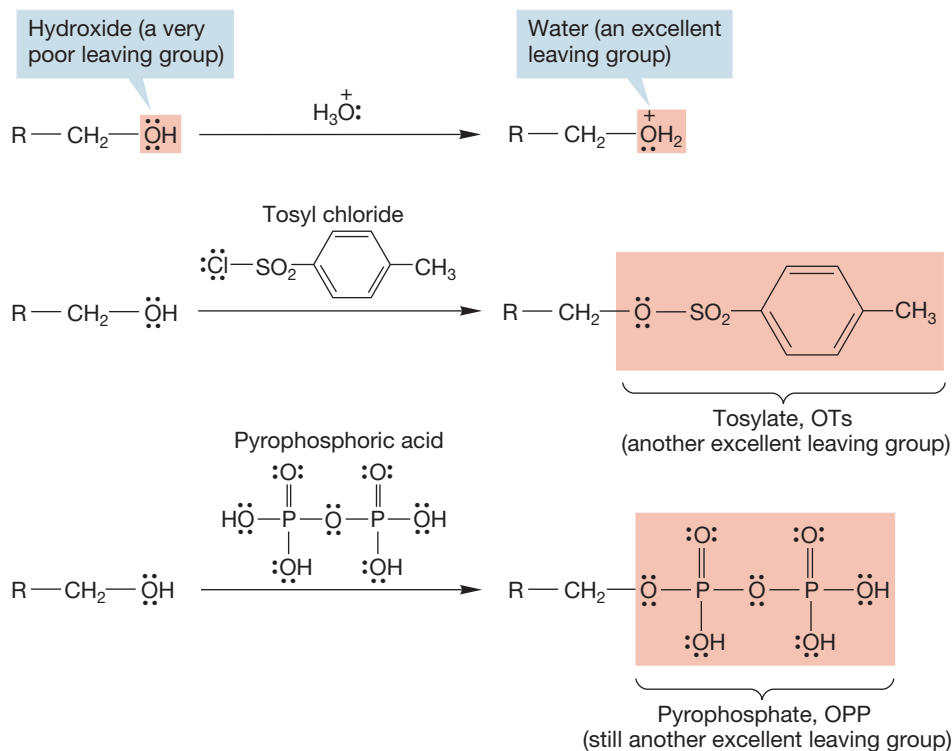 Hydroxide (a very
poor leaving group)
Water (an excellent
leaving group)
R—CH₂—ÖH
H₃O⁺:
R—CH₂—OH₂⁺
Tosyl chloride
:Cl—SO₂—CH₃
R—CH₂—OH
R—CH₂—O—SO₂—CH₃
Tosylate, OTs
(another excellent leaving group)
Pyrophosphoric acid
:O: :O:
HO—P—O—P—OH
:OH :OH
R—CH₂—OH
:O: :O:
R—CH₂—O—P—O—P—OH
:OH :OH
Pyrophosphate, OPP
(still another excellent leaving group)